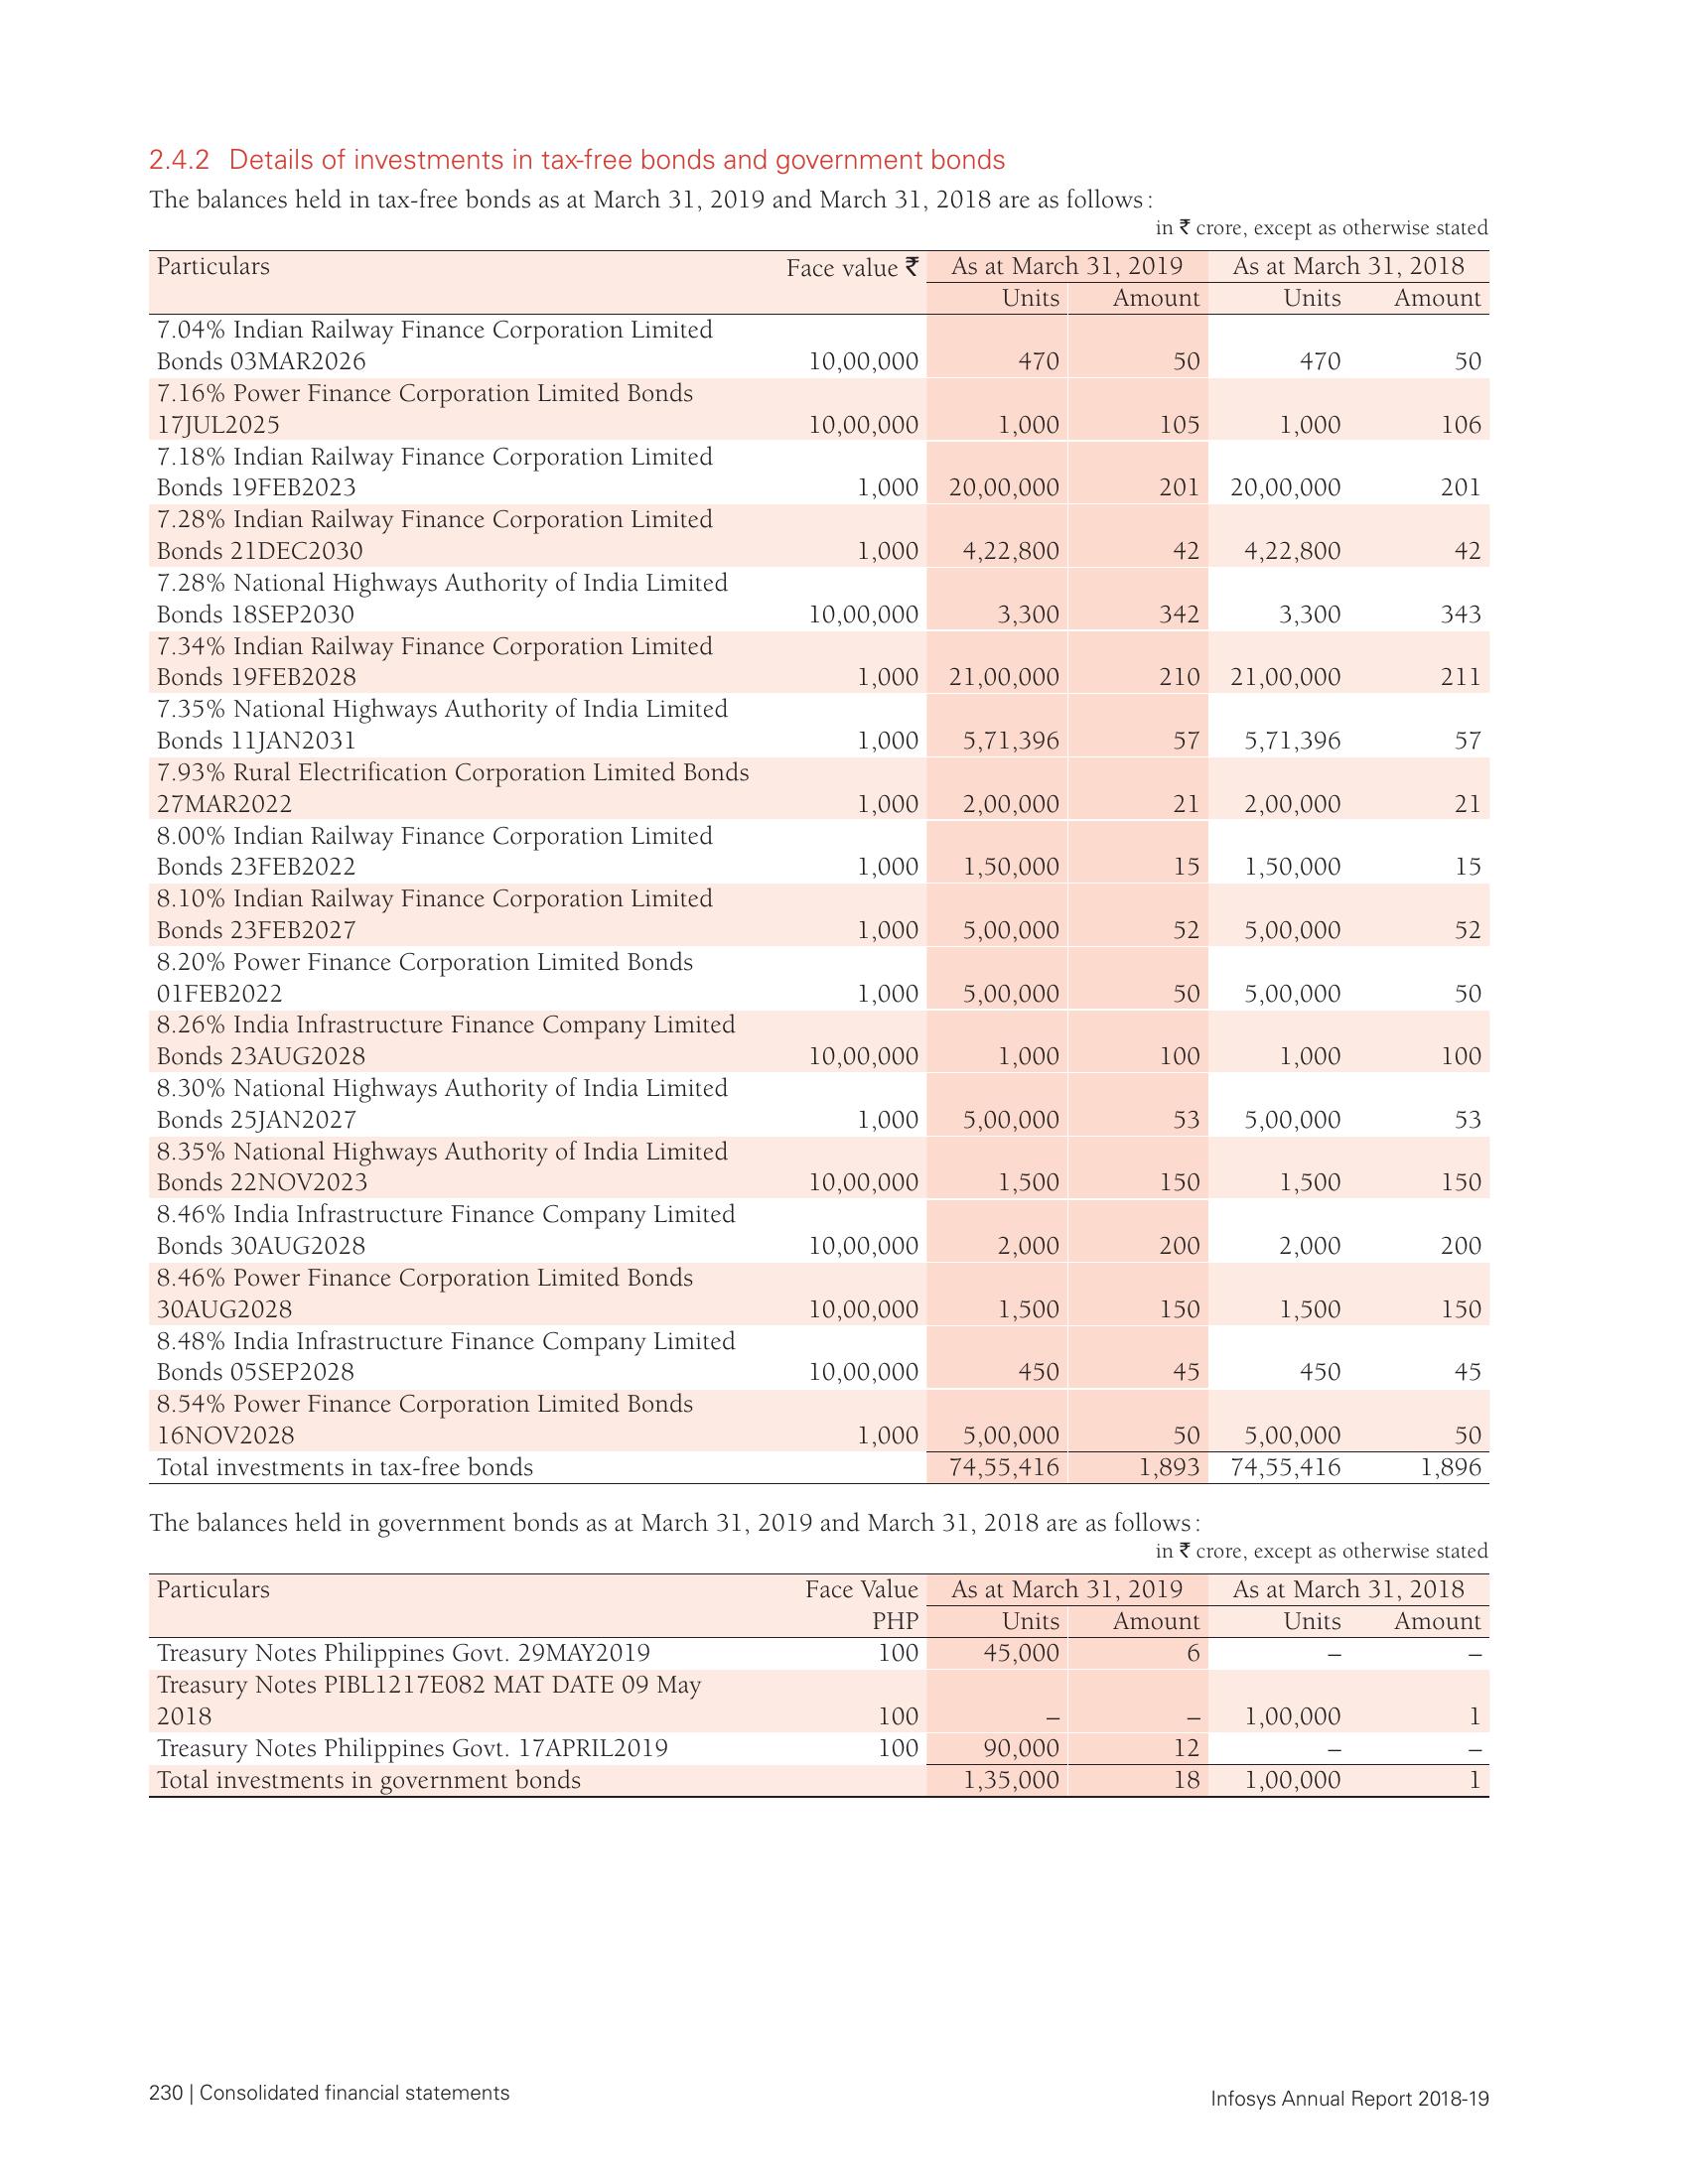 2.4.2 Details of investments in tax-free bonds and government bonds
The balances held in tax-free bonds as at March 31, 2019 and March 31, 2018 are as follows:
in ₹ crore, except as otherwise stated
Particulars Face value ₹ As at March 31, 2019 As at March 31, 2018
Units Amount Units Amount
7.04% Indian Railway Finance Corporation Limited
Bonds 03MAR2026 10,00,000 470 50 470 50
7.16% Power Finance Corporation Limited Bonds
17JUL2025 10,00,000 1,000 105 1,000 106
7.18% Indian Railway Finance Corporation Limited
Bonds 19FEB2023 1,000 20,00,000 201 20,00,000 201
7.28% Indian Railway Finance Corporation Limited
Bonds 21DEC2030 1,000 4,22,800 42 4,22,800 42
7.28% National Highways Authority of India Limited
Bonds 18SEP2030 10,00,000 3,300 342 3,300 343
7.34% Indian Railway Finance Corporation Limited
Bonds 19FEB2028 1,000 21,00,000 210 21,00,000 211
7.35% National Highways Authority of India Limited
Bonds 11JAN2031 1,000 5,71,396 57 5,71,396 57
7.93% Rural Electrification Corporation Limited Bonds
27MAR2022 1,000 2,00,000 21 2,00,000 21
8.00% Indian Railway Finance Corporation Limited
Bonds 23FEB2022 1,000 1,50,000 15 1,50,000 15
8.10% Indian Railway Finance Corporation Limited
Bonds 23FEB2027 1,000 5,00,000 52 5,00,000 52
8.20% Power Finance Corporation Limited Bonds
01FEB2022 1,000 5,00,000 50 5,00,000 50
8.26% India Infrastructure Finance Company Limited
Bonds 23AUG2028 10,00,000 1,000 100 1,000 100
8.30% National Highways Authority of India Limited
Bonds 25JAN2027 1,000 5,00,000 53 5,00,000 53
8.35% National Highways Authority of India Limited
Bonds 22NOV2023 10,00,000 1,500 150 1,500 150
8.46% India Infrastructure Finance Company Limited
Bonds 30AUG2028 10,00,000 2,000 200 2,000 200
8.46% Power Finance Corporation Limited Bonds
30AUG2028 10,00,000 1,500 150 1,500 150
8.48% India Infrastructure Finance Company Limited
Bonds 05SEP2028 10,00,000 450 45 450 45
8.54% Power Finance Corporation Limited Bonds
16NOV2028 1,000 5,00,000 50 5,00,000 50
Total investments in tax-free bonds 74,55,416 1,893 74,55,416 1,896
The balances held in government bonds as at March 31, 2019 and March 31, 2018 are as follows:
in ₹ crore, except as otherwise stated
Particulars Face Value As at March 31, 2019 As at March 31, 2018
PHP Units Amount Units Amount
Treasury Notes Philippines Govt. 29MAY2019 100 45,000 6 – –
Treasury Notes PIBL1217E082 MAT DATE 09 May
2018 100 – – 1,00,000 1
Treasury Notes Philippines Govt. 17APRIL2019 100 90,000 12 – –
Total investments in government bonds 1,35,000 18 1,00,000 1
230 | Consolidated financial statements
Infosys Annual Report 2018-19